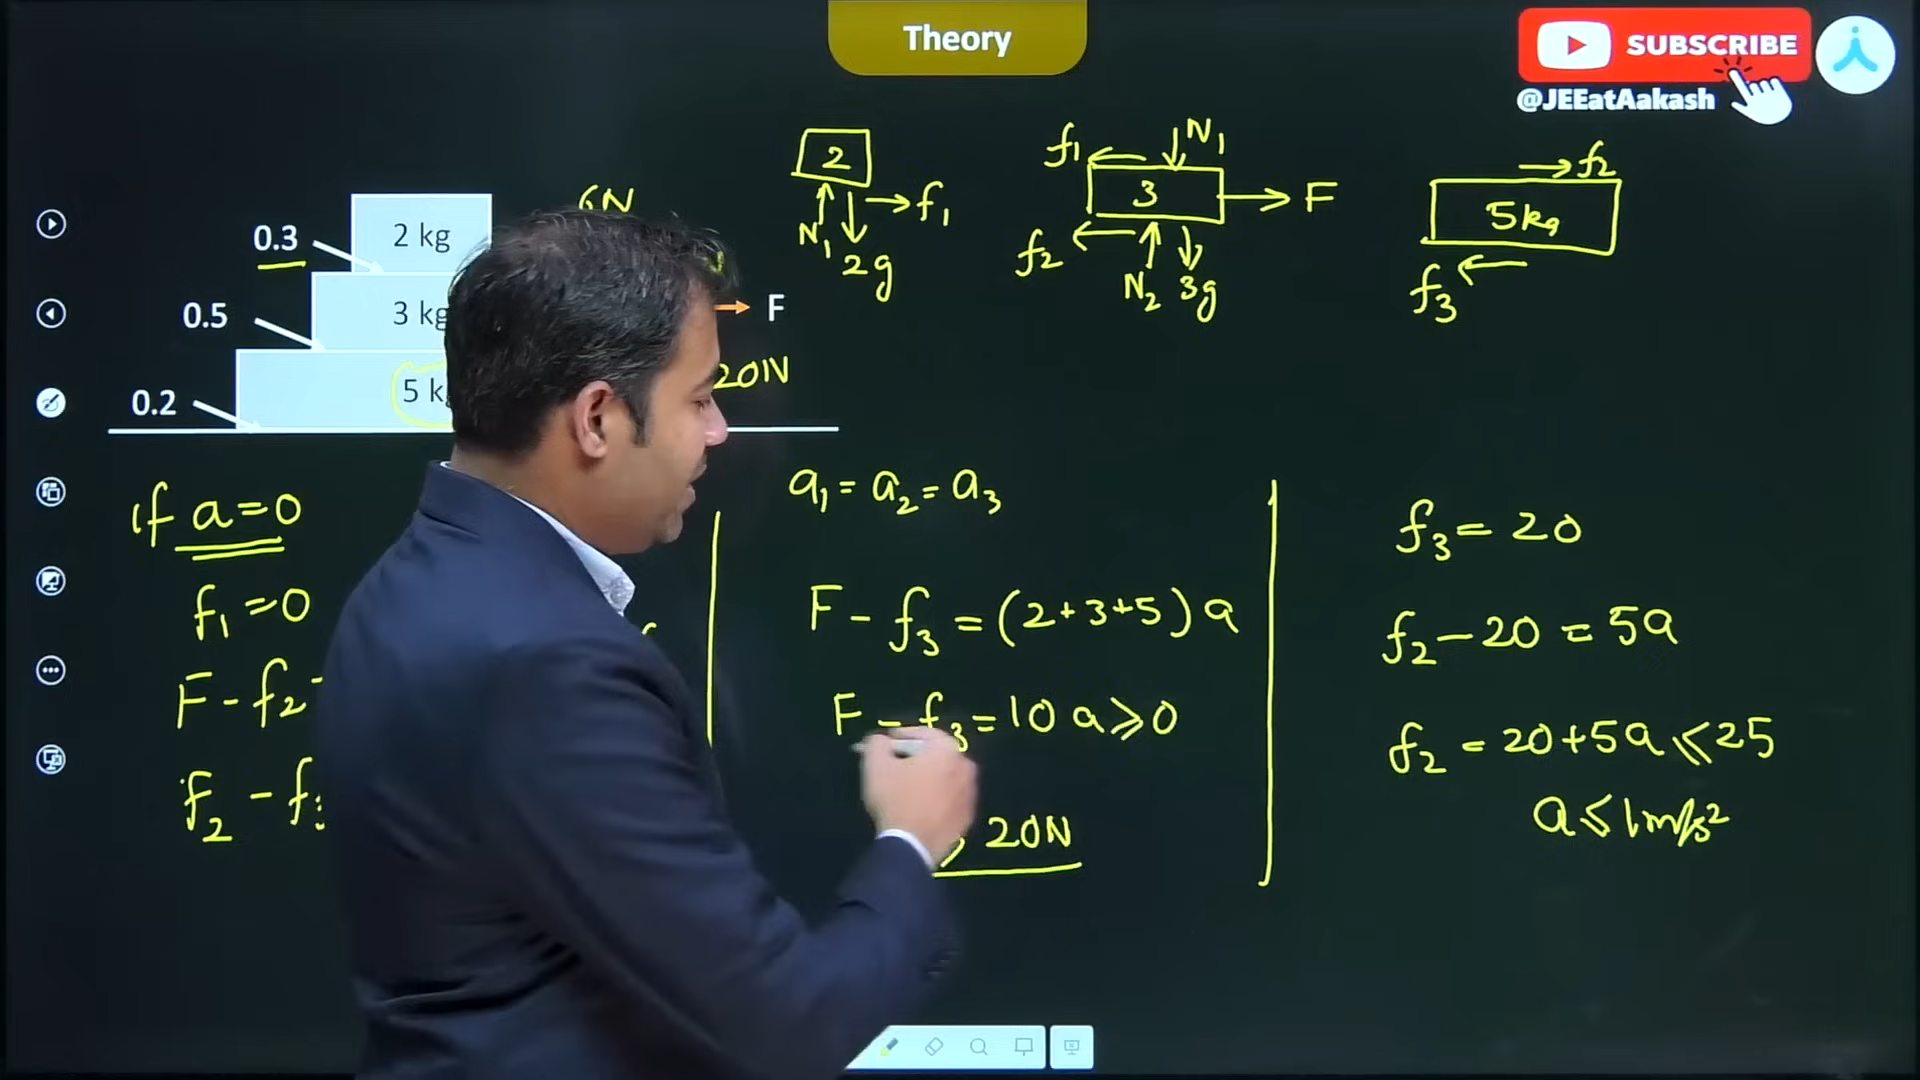 Theory
SUBSCRIBE
@JEEatAakash
2 kg
0.3
3 kg
0.5
F
5 k
0.2
6N
20N
2
N1
2g
f1
f1
N1
3
F
f2
N2
3g
f2
5kg
f3
if a=0
f1 =0
F - f2
f2 - f
a1 = a2 = a3
F - f3 = (2+3+5) a
F - f3 = 10 a ⩾ 0
20N
f3 = 20
f2 - 20 = 5a
f2 = 20+5a ⩽ 25
a ⩽ 1m/s²